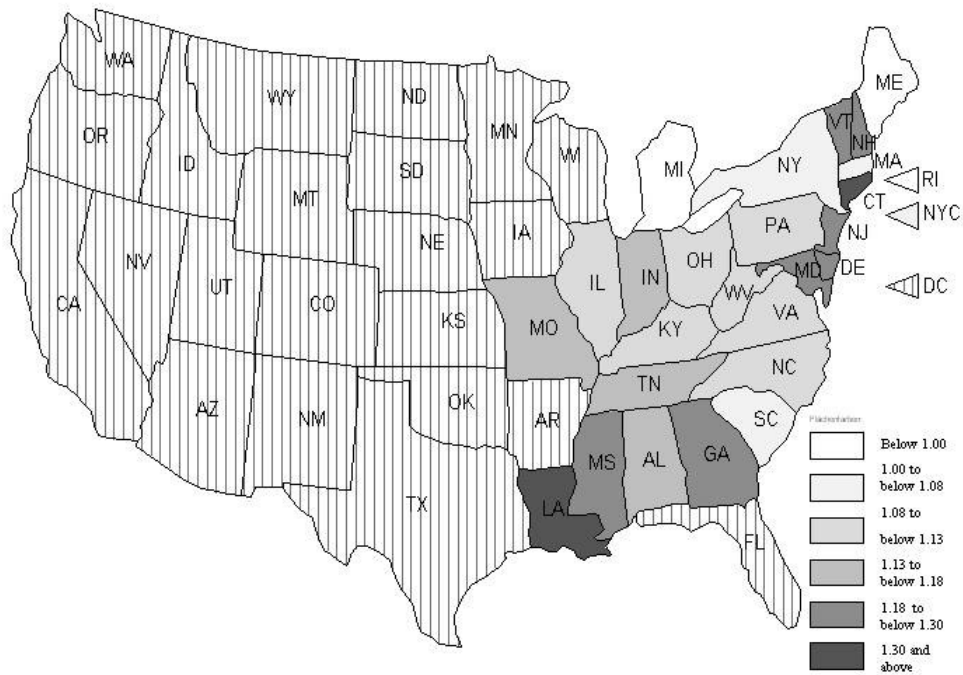 WA
OR
ID
WY
MT
ND
SD
NE
MN
WI
IA
CA
NV
UT
CO
KS
AZ
NM
OK
TX
AR
LA
MO
IL
MI
IN
OH
KY
TN
MS
AL
GA
FL
SC
NC
VA
WV
PA
NY
VT
NH
ME
MA
RI
CT
NYC
NJ
DE
MD
DC
Flächenfarben
Below 1.00
1.00 to
below 1.08
1.08 to
below 1.13
1.13 to
below 1.18
1.18 to
below 1.30
1.30 and
above